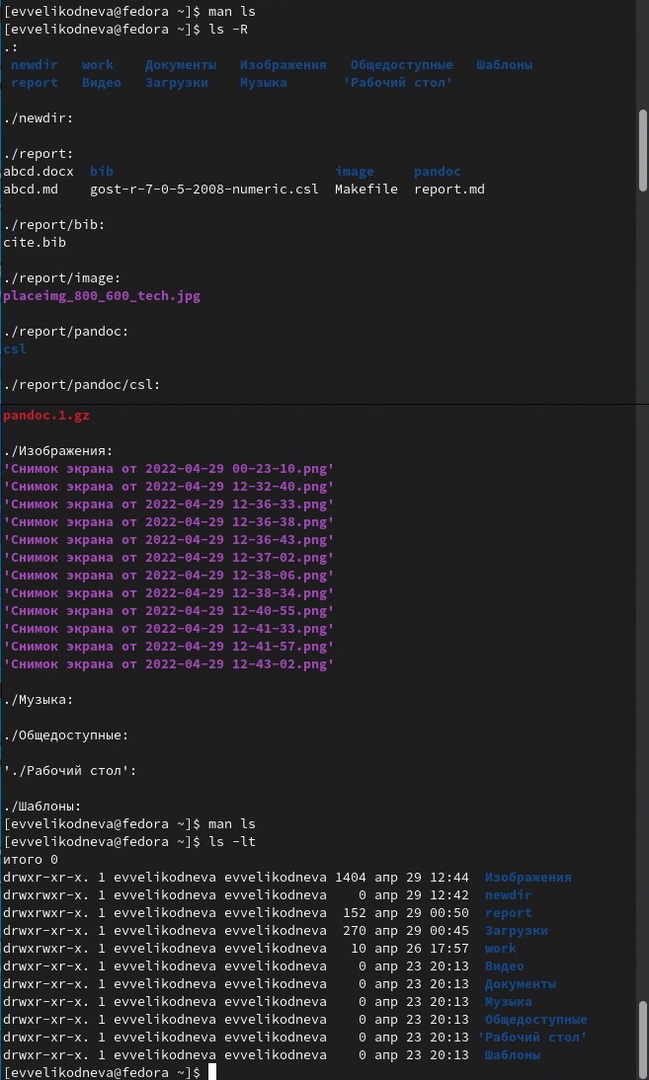 [evvelikodneva@fedora ~]$ man ls
[evvelikodneva@fedora ~]$ ls -R
.:
newdir   work   Документы   Изображения   Общедоступные   Шаблоны
report   Видео   Загрузки   Музыка   'Рабочий стол'
./newdir:
./report:
abcd.docx   bib   image   pandoc
abcd.md   gost-r-7-0-5-2008-numeric.csl   Makefile   report.md
./report/bib:
cite.bib
./report/image:
placeimg_800_600_tech.jpg
./report/pandoc:
csl
./report/pandoc/csl:
pandoc.1.gz
./Изображения:
'Снимок экрана от 2022-04-29 00-23-10.png'
'Снимок экрана от 2022-04-29 12-32-40.png'
'Снимок экрана от 2022-04-29 12-36-33.png'
'Снимок экрана от 2022-04-29 12-36-38.png'
'Снимок экрана от 2022-04-29 12-36-43.png'
'Снимок экрана от 2022-04-29 12-37-02.png'
'Снимок экрана от 2022-04-29 12-38-06.png'
'Снимок экрана от 2022-04-29 12-38-34.png'
'Снимок экрана от 2022-04-29 12-40-55.png'
'Снимок экрана от 2022-04-29 12-41-33.png'
'Снимок экрана от 2022-04-29 12-41-57.png'
'Снимок экрана от 2022-04-29 12-43-02.png'
./Музыка:
./Общедоступные:
'./Рабочий стол':
./Шаблоны:
[evvelikodneva@fedora ~]$ man ls
[evvelikodneva@fedora ~]$ ls -lt
итого 0
drwxr-xr-x. 1 evvelikodneva evvelikodneva 1404 апр 29 12:44  Изображения
drwxrwxr-x. 1 evvelikodneva evvelikodneva    0 апр 29 12:42  newdir
drwxrwxr-x. 1 evvelikodneva evvelikodneva  152 апр 29 00:50  report
drwxr-xr-x. 1 evvelikodneva evvelikodneva  270 апр 29 00:45  Загрузки
drwxrwxr-x. 1 evvelikodneva evvelikodneva   10 апр 26 17:57  work
drwxr-xr-x. 1 evvelikodneva evvelikodneva    0 апр 23 20:13  Видео
drwxr-xr-x. 1 evvelikodneva evvelikodneva    0 апр 23 20:13  Документы
drwxr-xr-x. 1 evvelikodneva evvelikodneva    0 апр 23 20:13  Музыка
drwxr-xr-x. 1 evvelikodneva evvelikodneva    0 апр 23 20:13  Общедоступные
drwxr-xr-x. 1 evvelikodneva evvelikodneva    0 апр 23 20:13 'Рабочий стол'
drwxr-xr-x. 1 evvelikodneva evvelikodneva    0 апр 23 20:13  Шаблоны
[evvelikodneva@fedora ~]$